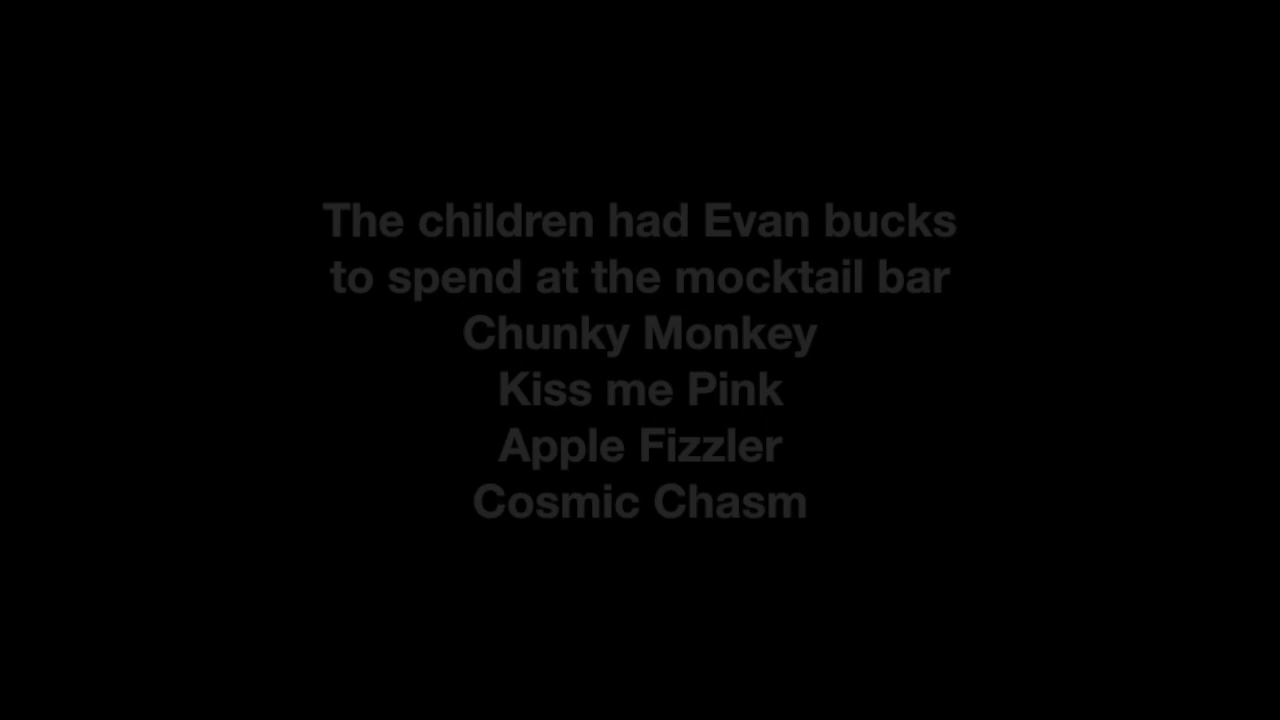 The children had Evan bucks
to spend at the mocktail bar
Chunky Monkey
Kiss me Pink
Apple Fizzler
Cosmic Chasm